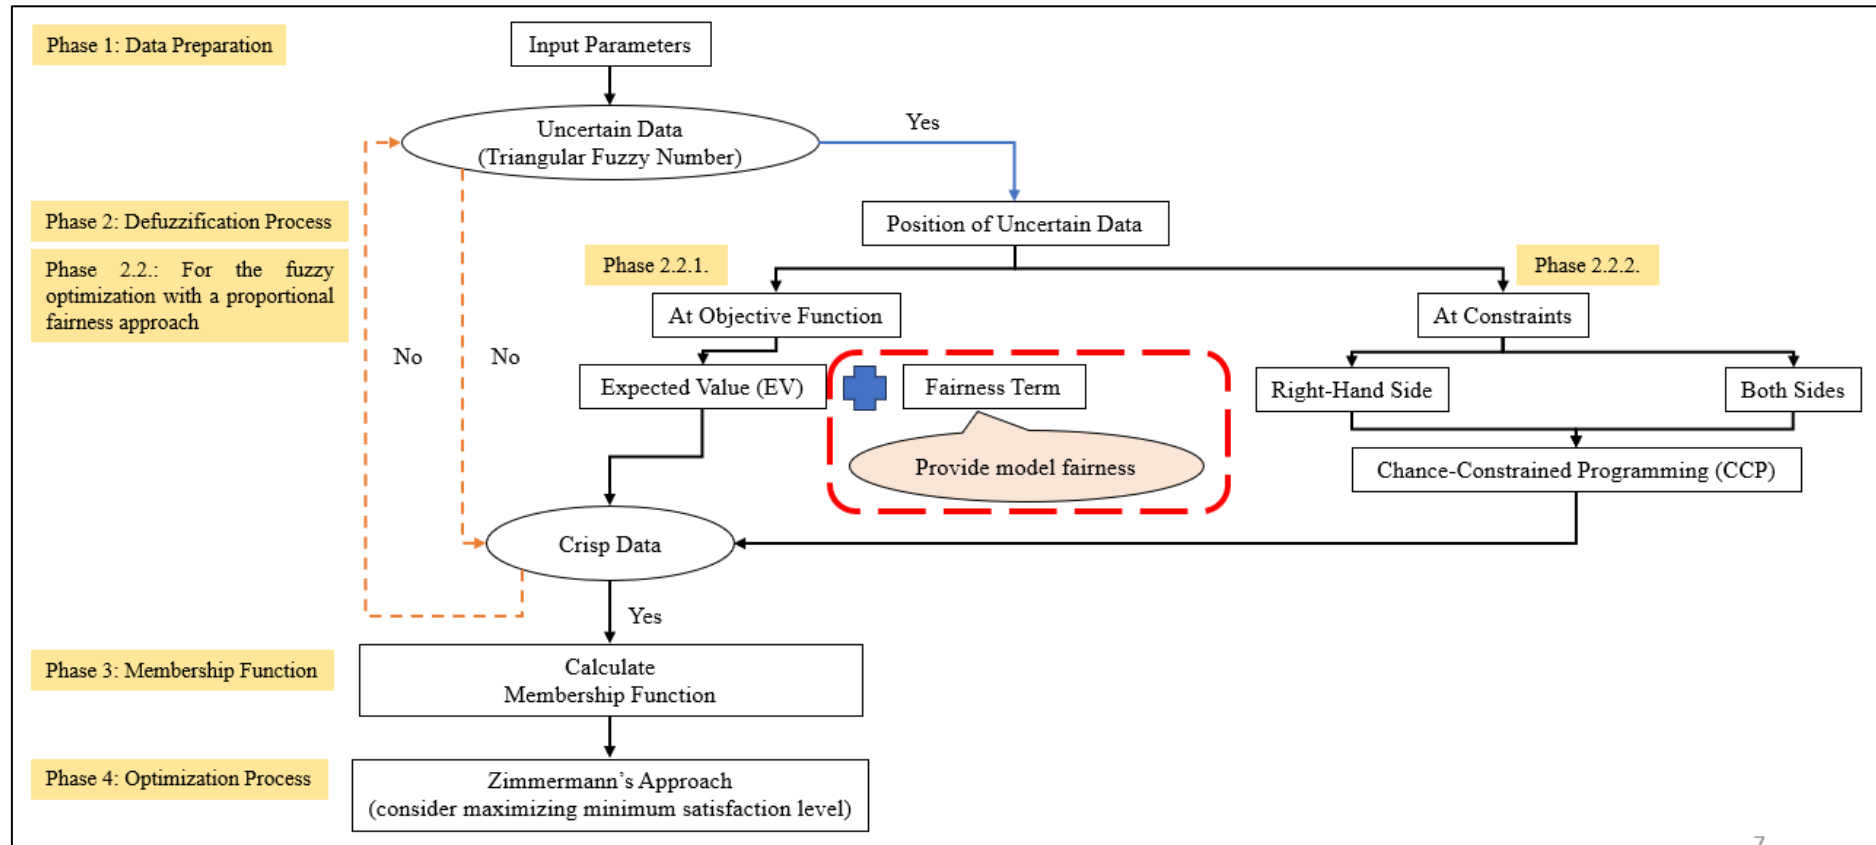 Phase 1: Data Preparation
Input Parameters
Uncertain Data
(Triangular Fuzzy Number)
Yes
Phase 2: Defuzzification Process
Position of Uncertain Data
Phase 2.2.: For the fuzzy
optimization with a proportional
fairness approach
Phase 2.2.1.
Phase 2.2.2.
At Objective Function
At Constraints
No
No
Expected Value (EV)
Fairness Term
Right-Hand Side
Both Sides
Provide model fairness
Chance-Constrained Programming (CCP)
Crisp Data
Yes
Phase 3: Membership Function
Calculate
Membership Function
Phase 4: Optimization Process
Zimmermann’s Approach
(consider maximizing minimum satisfaction level)